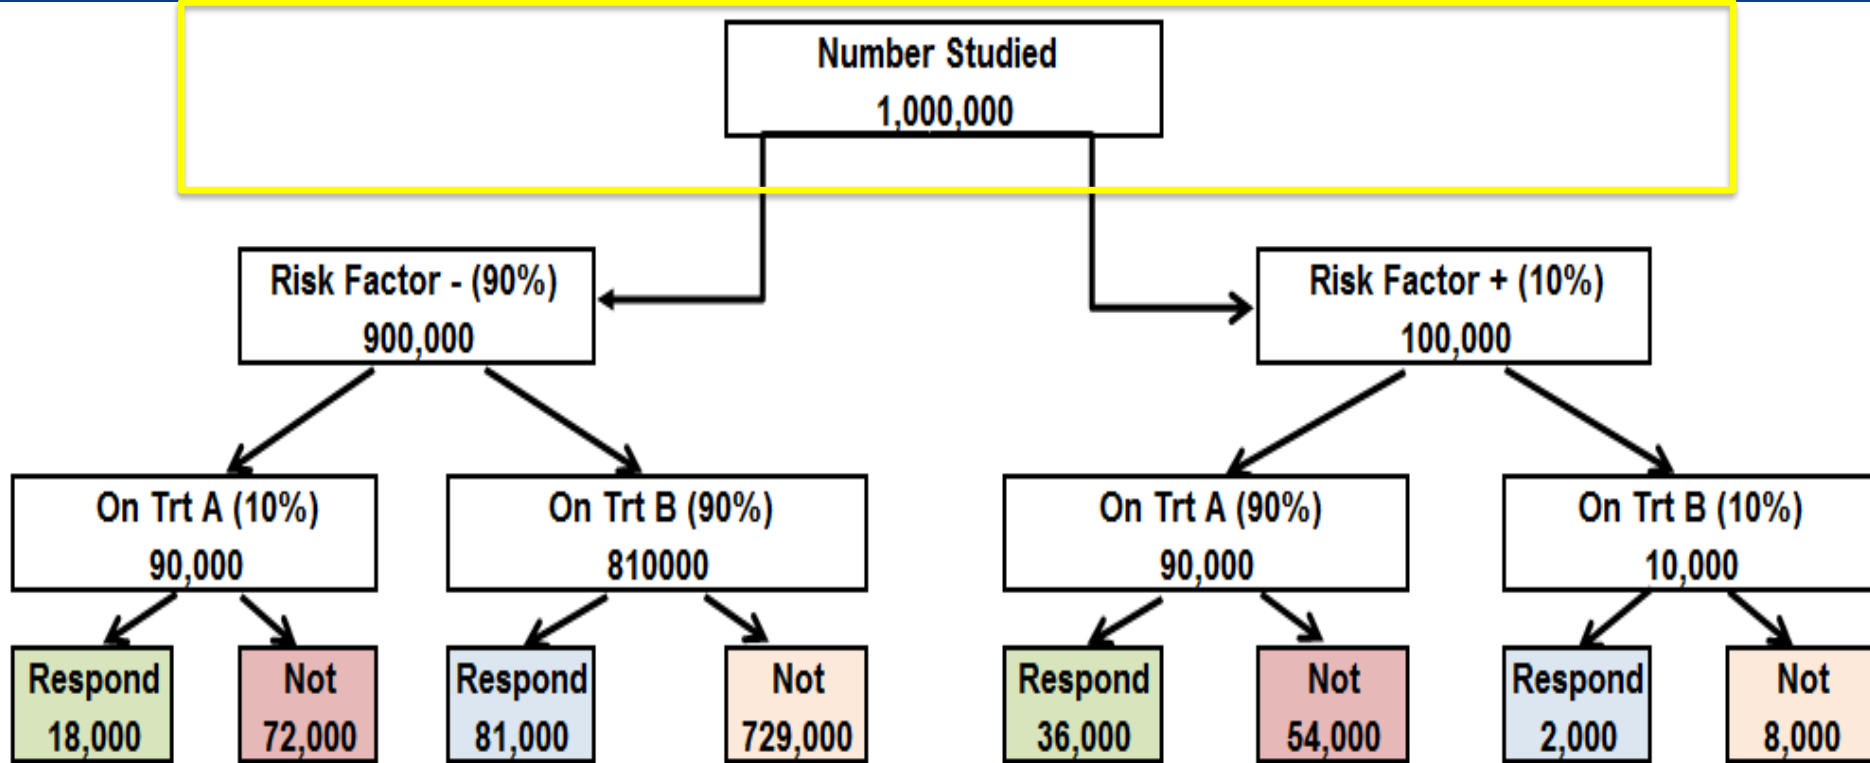 Number Studied
1,000,000
Risk Factor - (90%)
900,000
Risk Factor + (10%)
100,000
On Trt A (10%)
90,000
On Trt B (90%)
810000
On Trt A (90%)
90,000
On Trt B (10%)
10,000
Respond
18,000
Not
72,000
Respond
81,000
Not
729,000
Respond
36,000
Not
54,000
Respond
2,000
Not
8,000